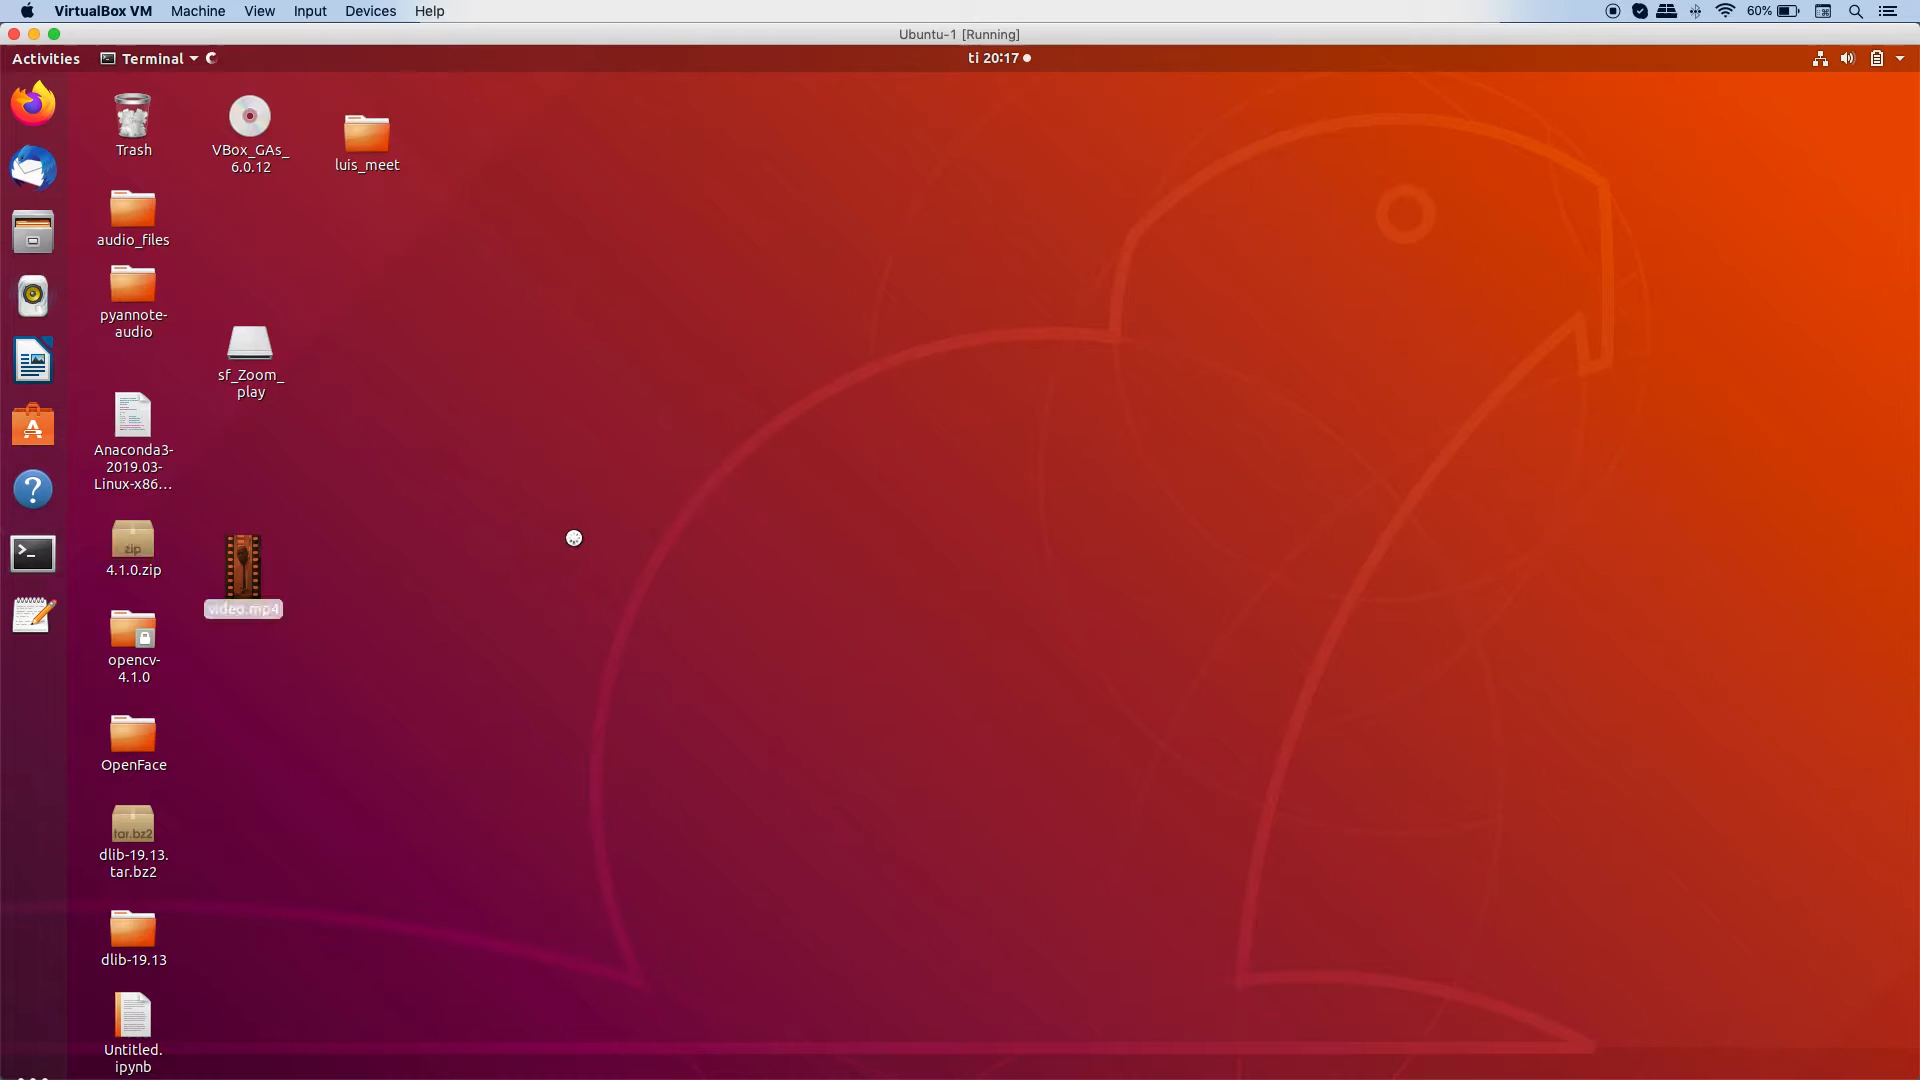 VirtualBox VM Machine View Input Devices Help
60%
Ubuntu-1 [Running]
Activities Terminal
ti 20:17
Trash
VBox_GAs_
6.0.12
luis_meet
audio_files
pyannote-
audio
sf_Zoom_
play
Anaconda3-
2019.03-
Linux-x86...
zip
4.1.0.zip
video.mp4
opencv-
4.1.0
OpenFace
tar.bz2
dlib-19.13.
tar.bz2
dlib-19.13
Untitled.
ipynb